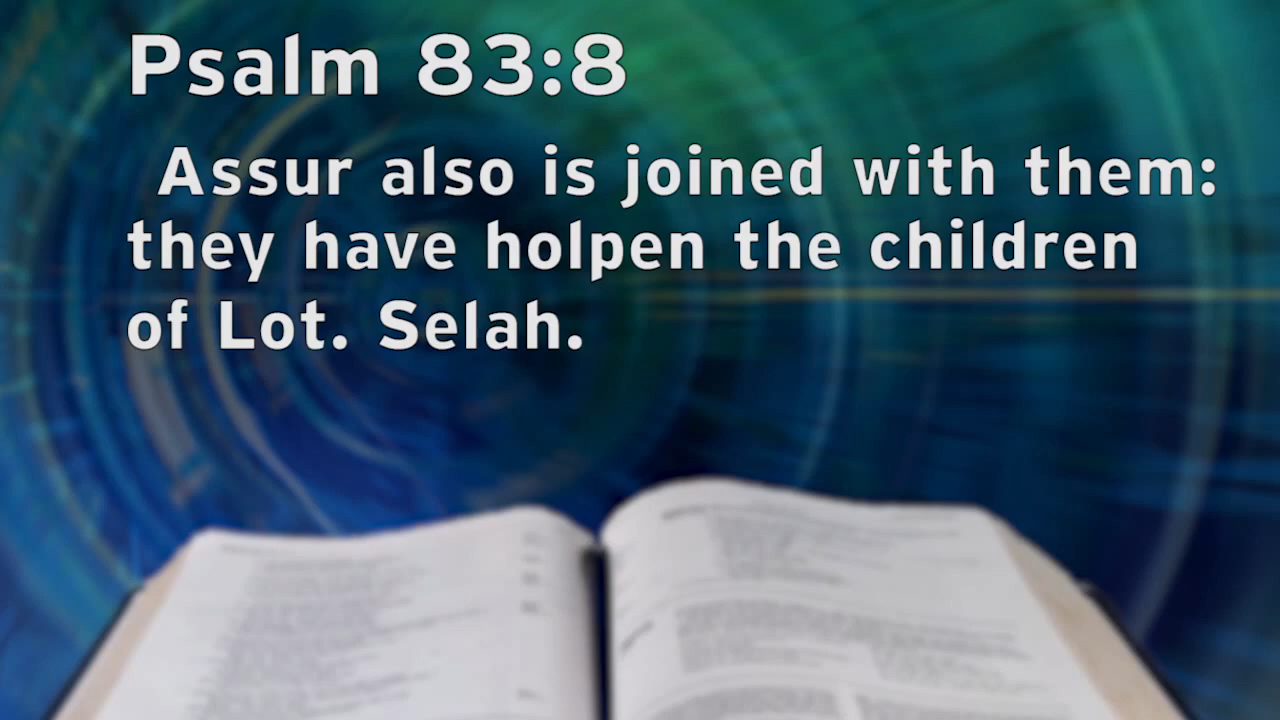 Psalm 83:8
Assur also is joined with them:
they have holpen the children
of Lot. Selah.